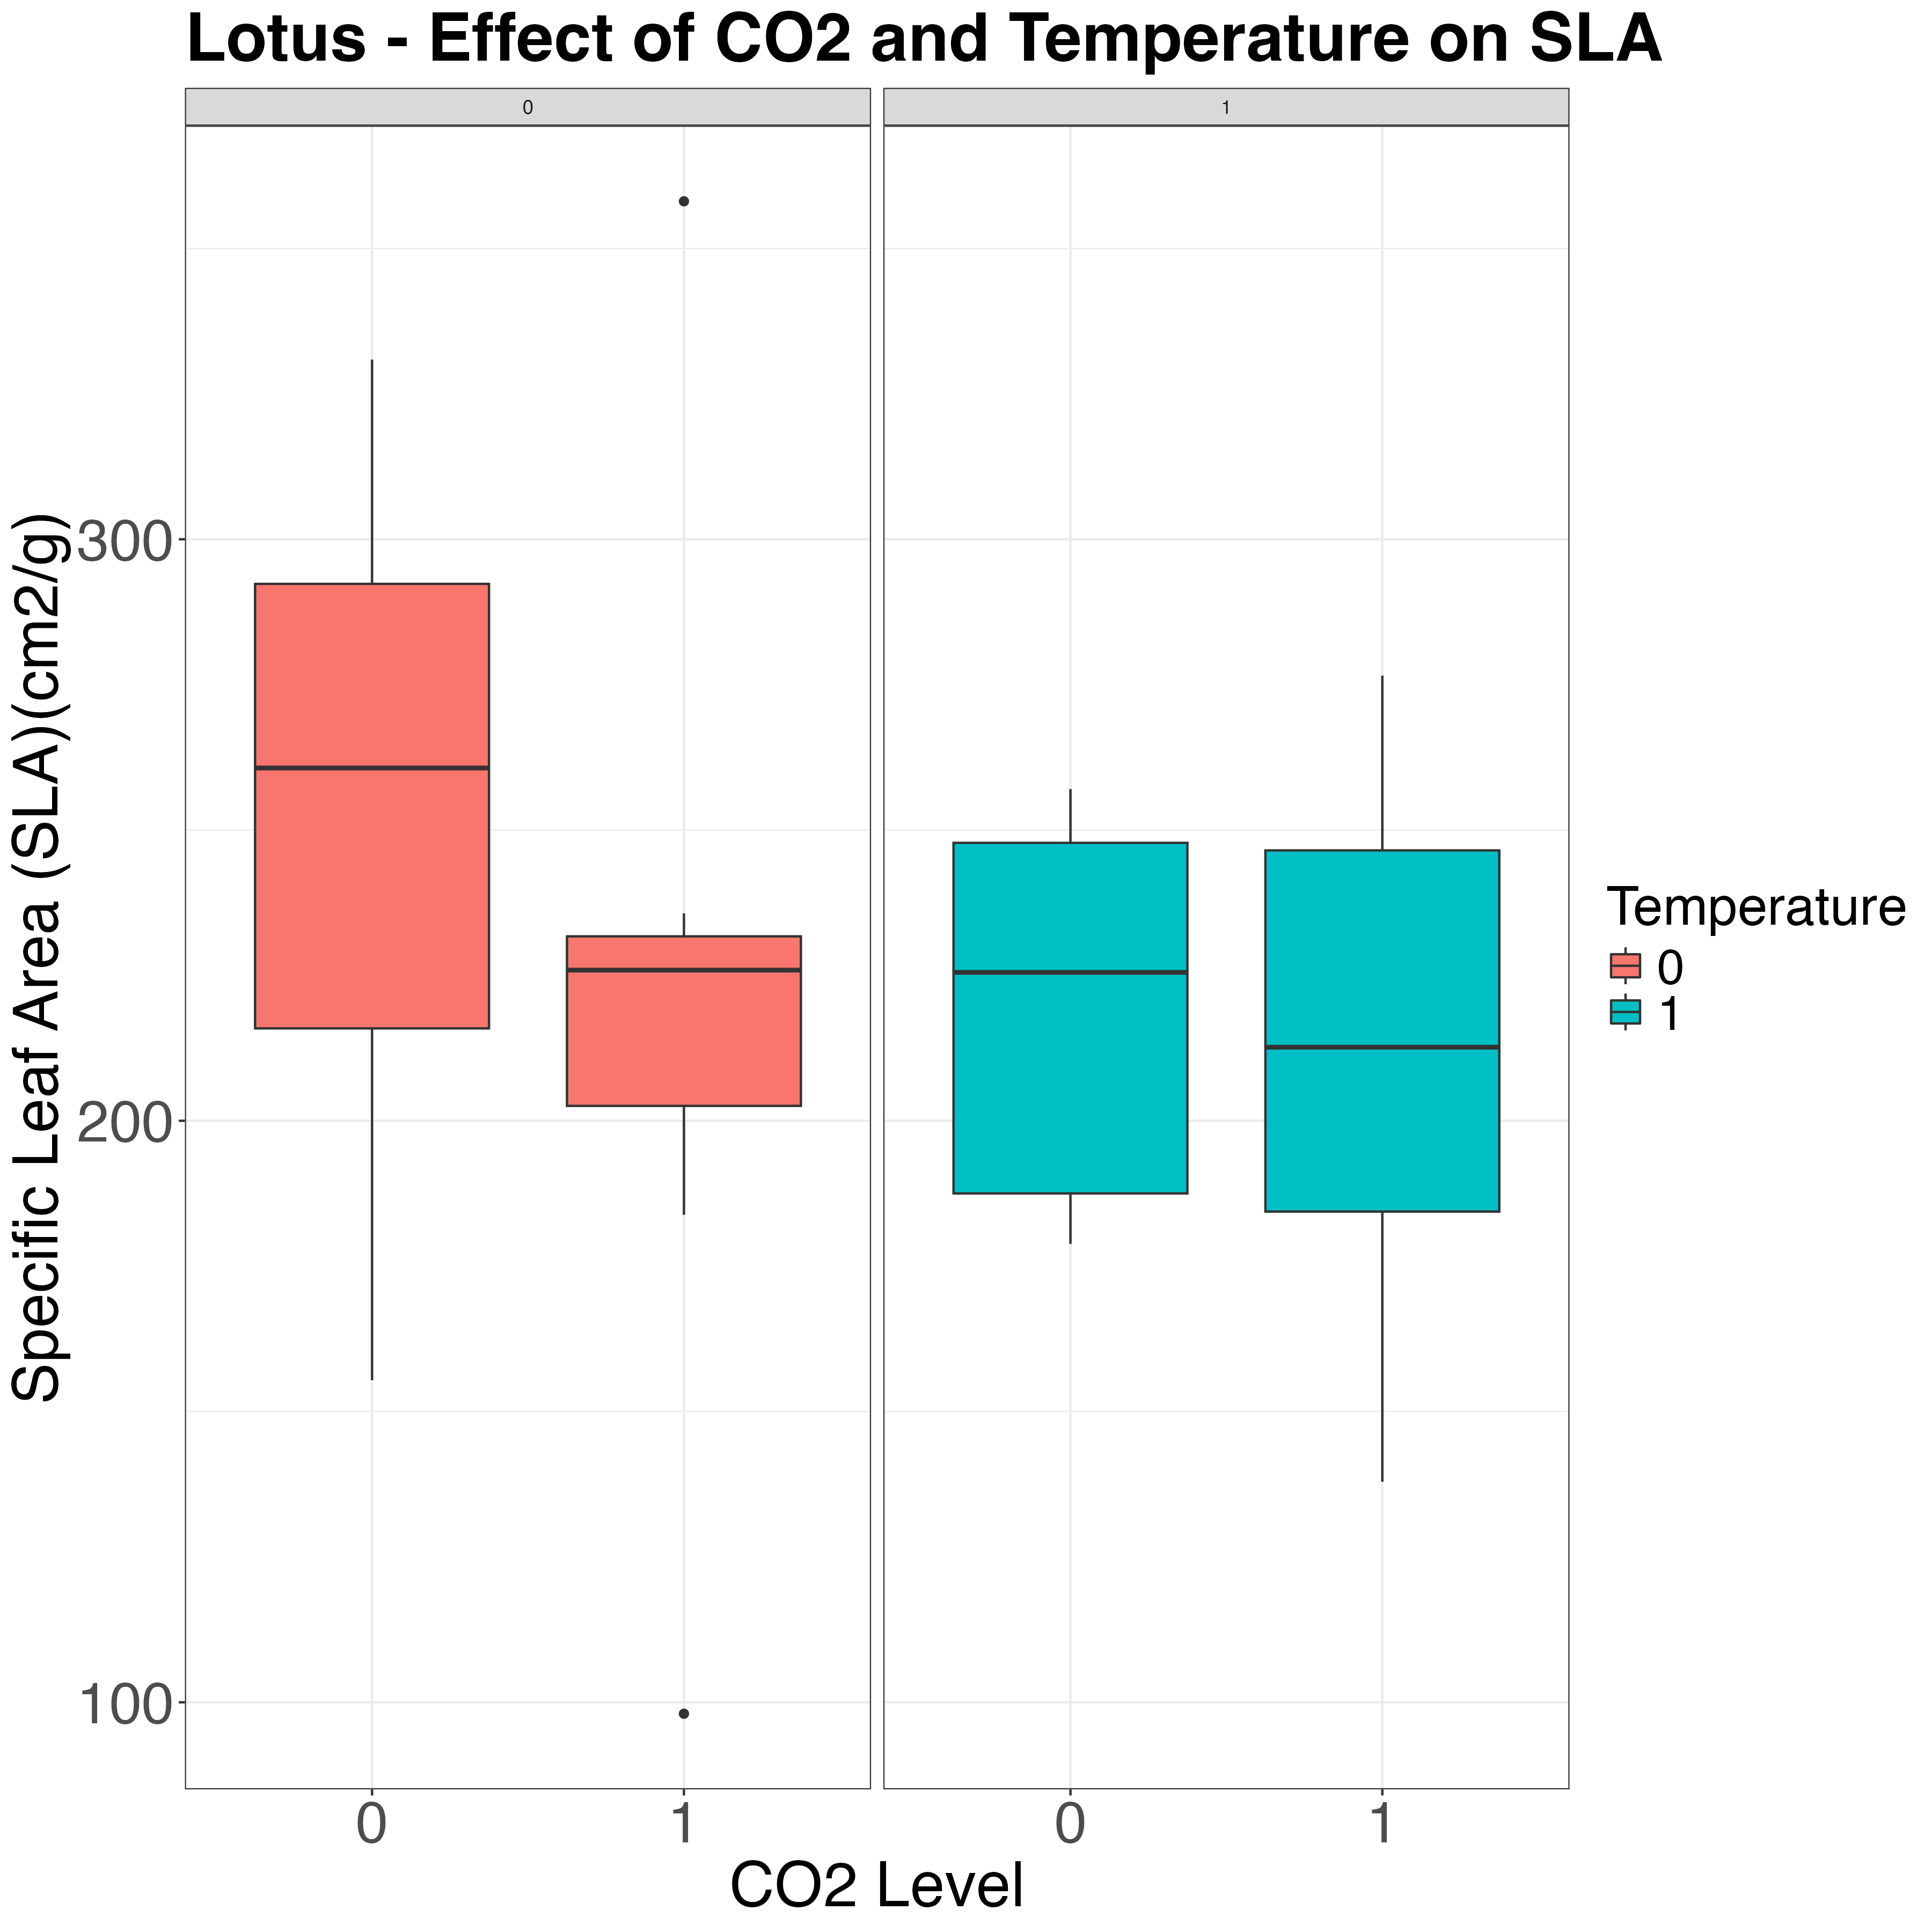 Lotus - Effect of CO2 and Temperature on SLA
0
1
Specific Leaf Area (SLA)(cm2/g)
300
200
100
0
1
0
1
CO2 Level
Temperature
0
1